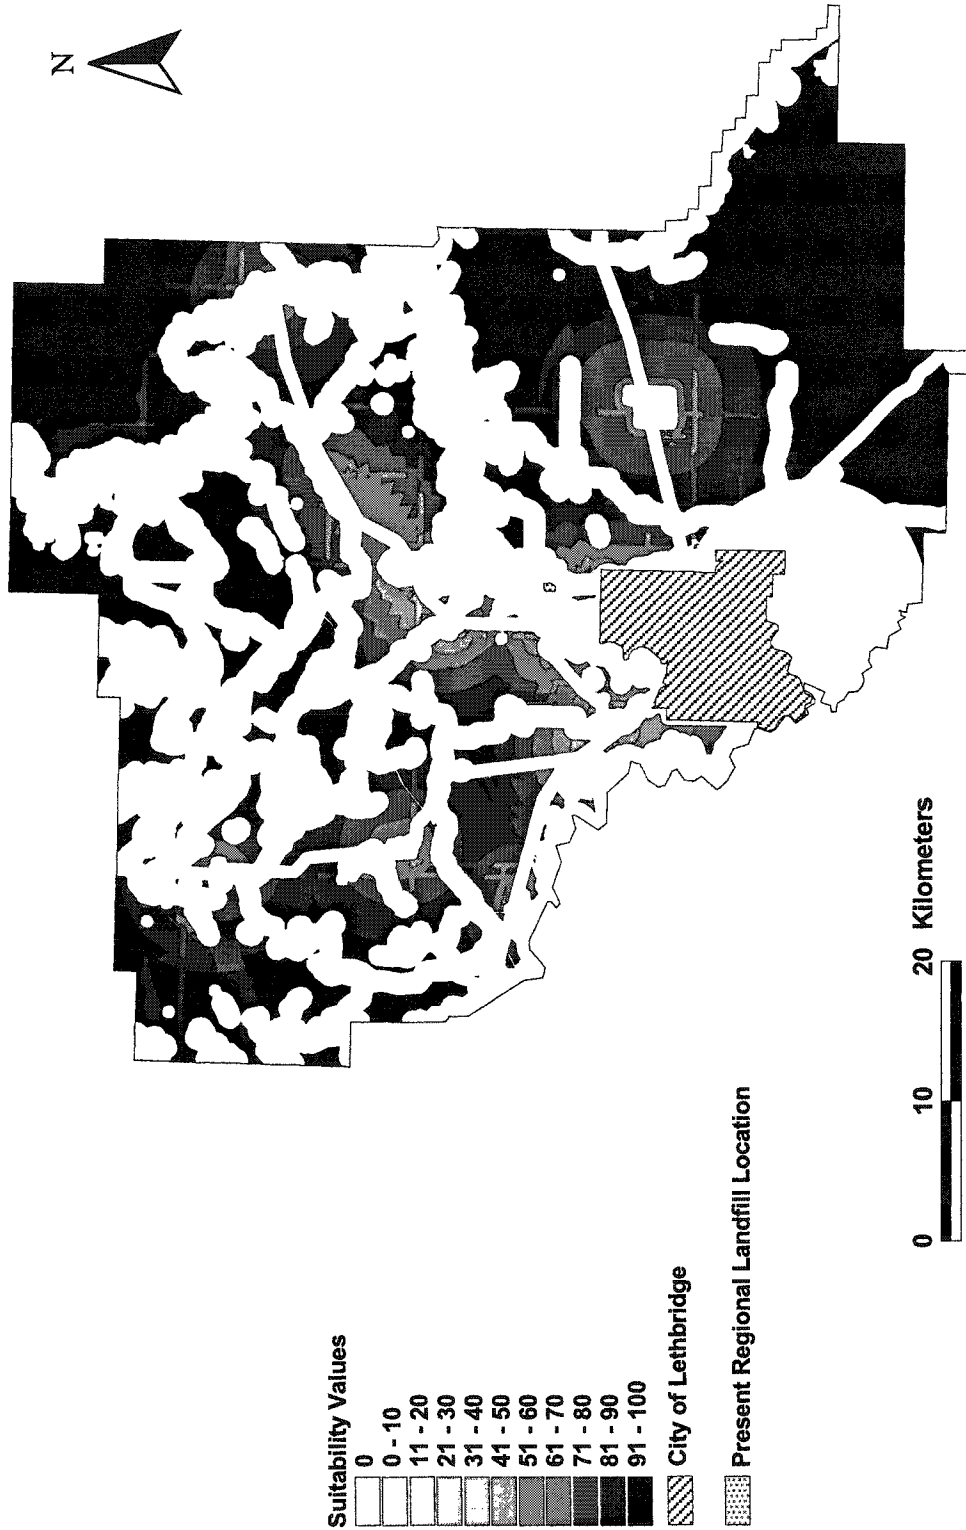 N
Suitability Values
0
0 - 10
11 - 20
21 - 30
31 - 40
41 - 50
51 - 60
61 - 70
71 - 80
81 - 90
91 - 100
City of Lethbridge
Present Regional Landfill Location
0 10 20 Kilometers